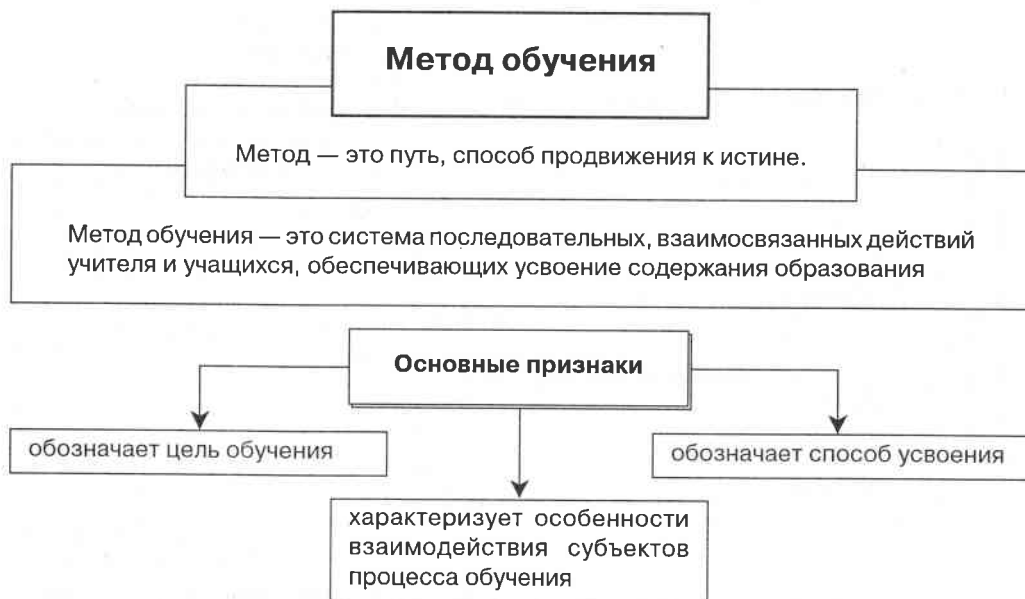 Метод обучения
Метод — это путь, способ продвижения к истине.
Метод обучения — это система последовательных, взаимосвязанных действий
учителя и учащихся, обеспечивающих усвоение содержания образования
Основные признаки
обозначает цель обучения
обозначает способ усвоения
характеризует особенности
взаимодействия субъектов
процесса обучения